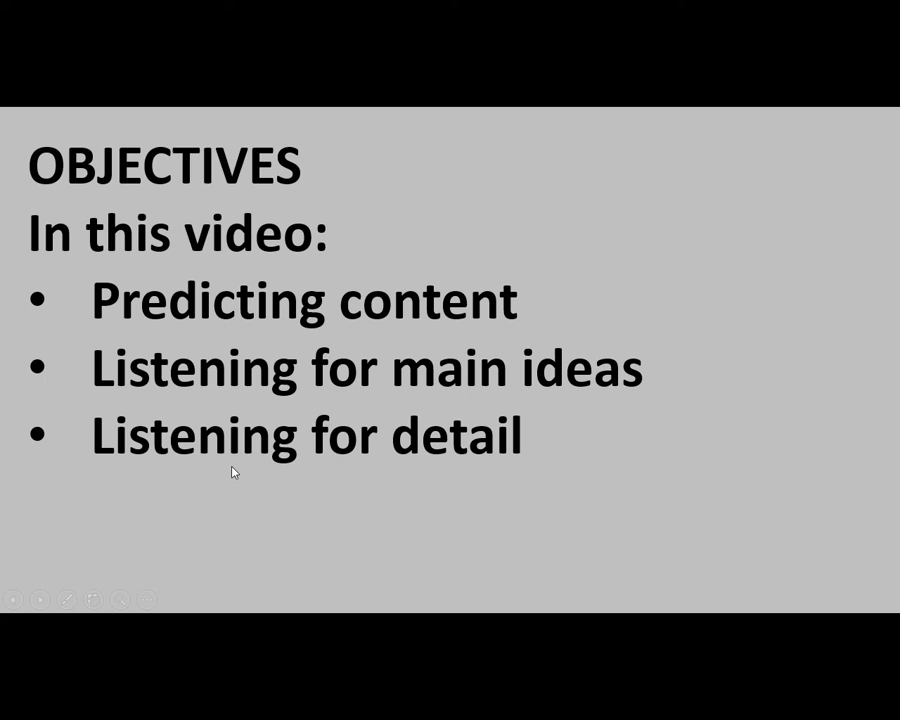 OBJECTIVES
In this video:
• Predicting content
• Listening for main ideas
• Listening for detail